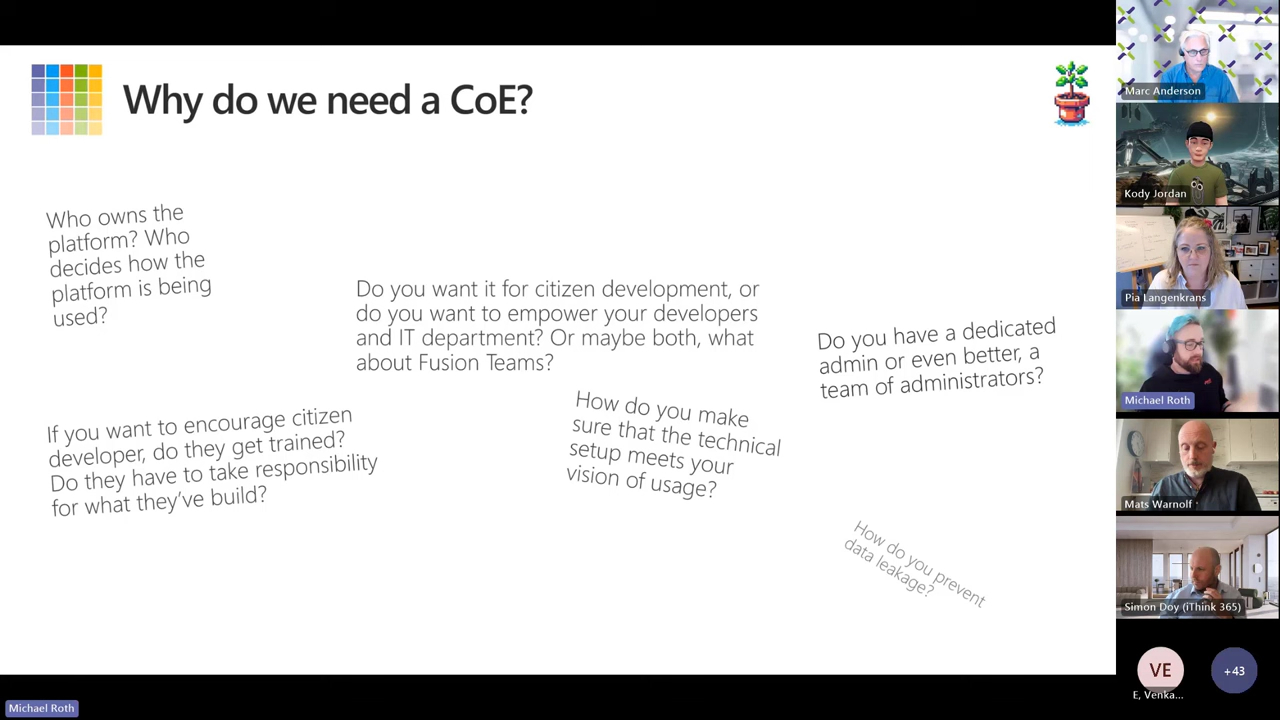 Why do we need a CoE?
Who owns the
platform? Who
decides how the
platform is being
used?
Do you want it for citizen development, or
do you want to empower your developers
and IT department? Or maybe both, what
about Fusion Teams?
Do you have a dedicated
admin or even better, a
team of administrators?
If you want to encourage citizen
developer, do they get trained?
Do they have to take responsibility
for what they’ve build?
How do you make
sure that the technical
setup meets your
vision of usage?
How do you prevent
data leakage?
Marc Anderson
Kody Jordan
Pia Langenkrans
Michael Roth
Mats Warnolf
Simon Doy (iThink 365)
VE
+43
E, Venka...
Michael Roth